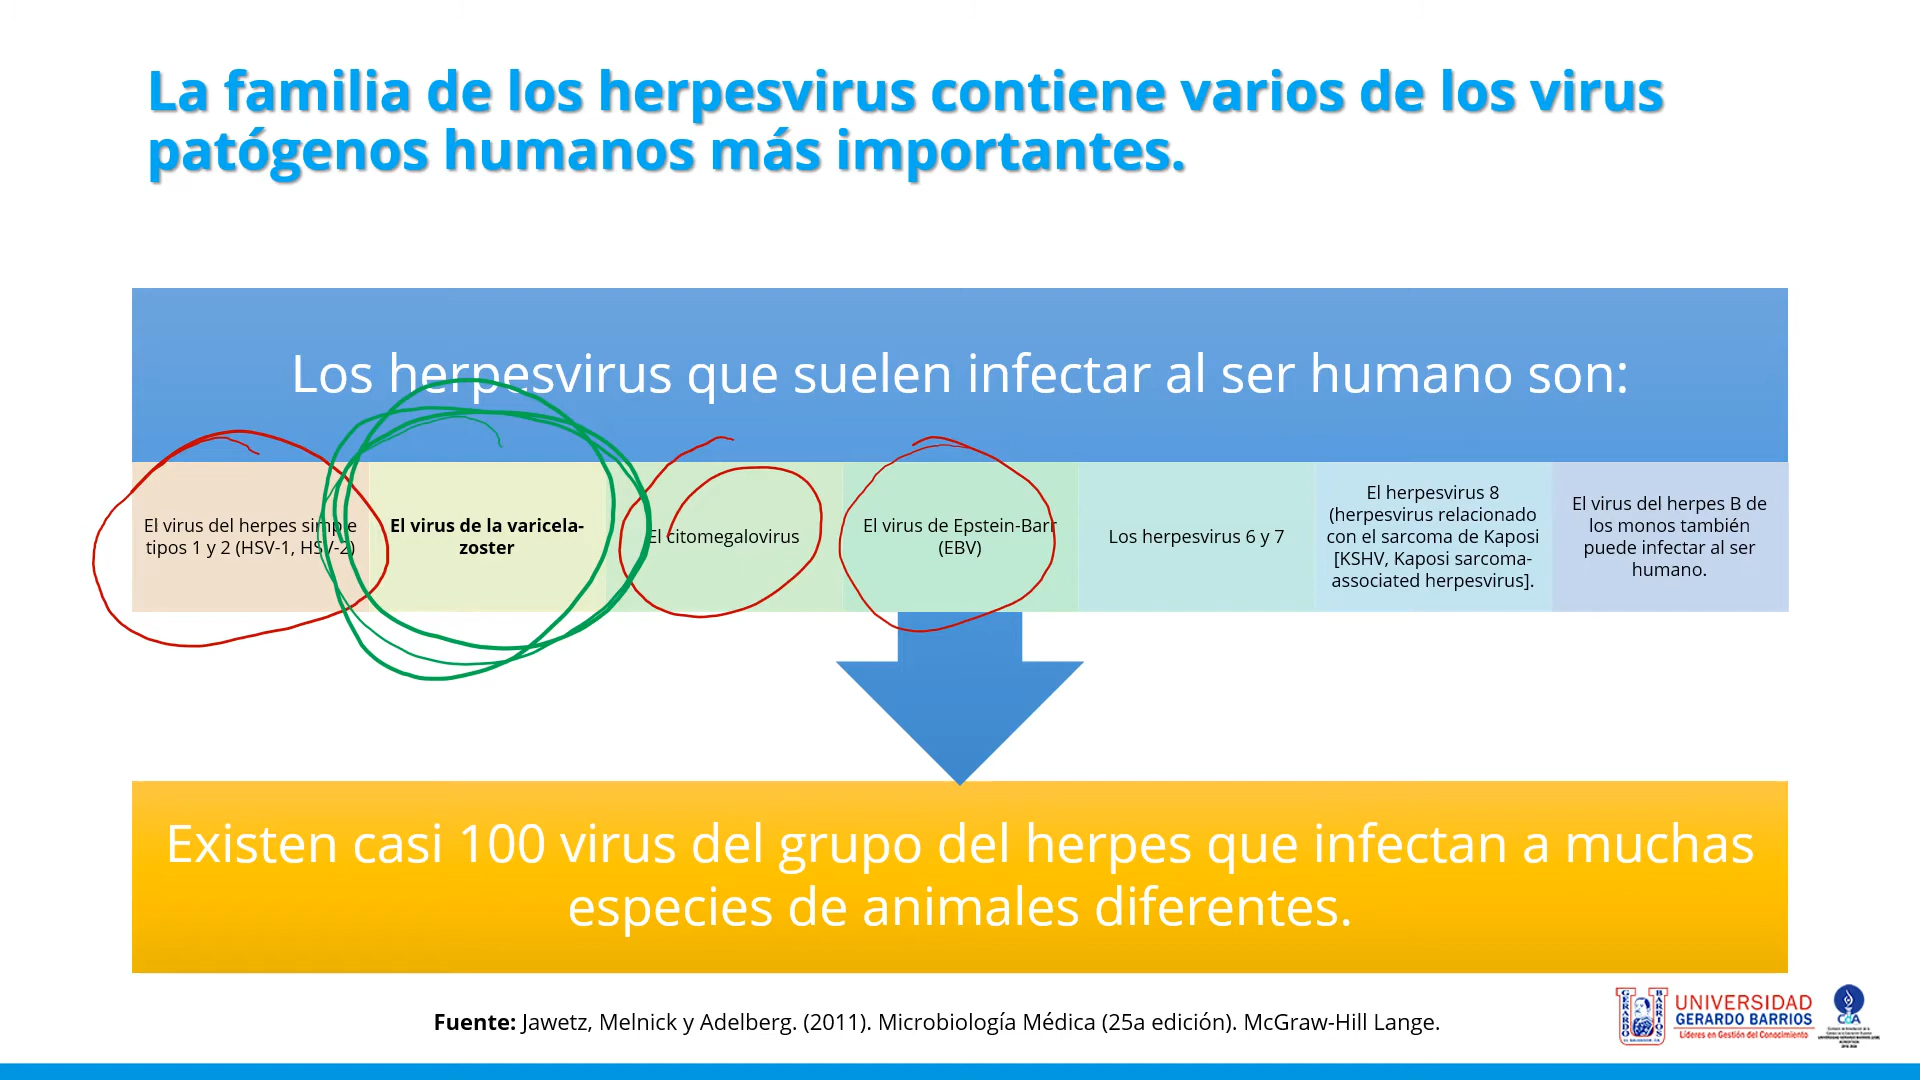 La familia de los herpesvirus contiene varios de los virus
patógenos humanos más importantes.
Los herpesvirus que suelen infectar al ser humano son:
El virus del herpes simple
tipos 1 y 2 (HSV-1, HSV-2)
El virus de la varicela-
zoster
El citomegalovirus
El virus de Epstein-Barr
(EBV)
Los herpesvirus 6 y 7
El herpesvirus 8
(herpesvirus relacionado
con el sarcoma de Kaposi
[KSHV, Kaposi sarcoma-
associated herpesvirus].
El virus del herpes B de
los monos también
puede infectar al ser
humano.
Existen casi 100 virus del grupo del herpes que infectan a muchas
especies de animales diferentes.
Fuente: Jawetz, Melnick y Adelberg. (2011). Microbiología Médica (25a edición). McGraw-Hill Lange.
GERARDO
BARRIOS
UNIVERSIDAD
GERARDO BARRIOS
Líderes en Gestión del Conocimiento